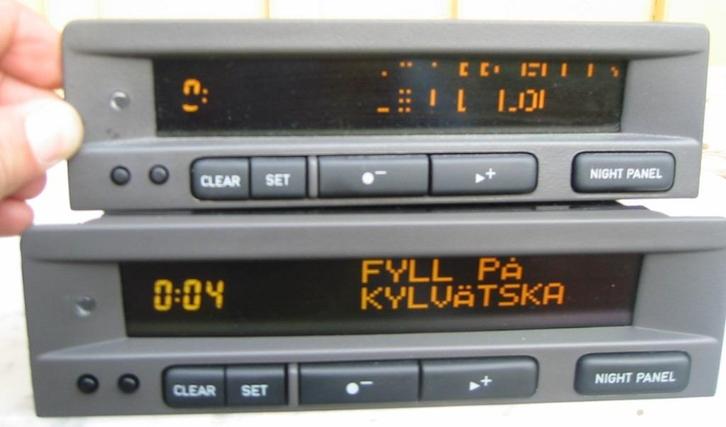 CLEAR SET ●− ▸+ NIGHT PANEL
0:04
FYLL På
KYLVäTSKA
CLEAR SET ●− ▸+ NIGHT PANEL